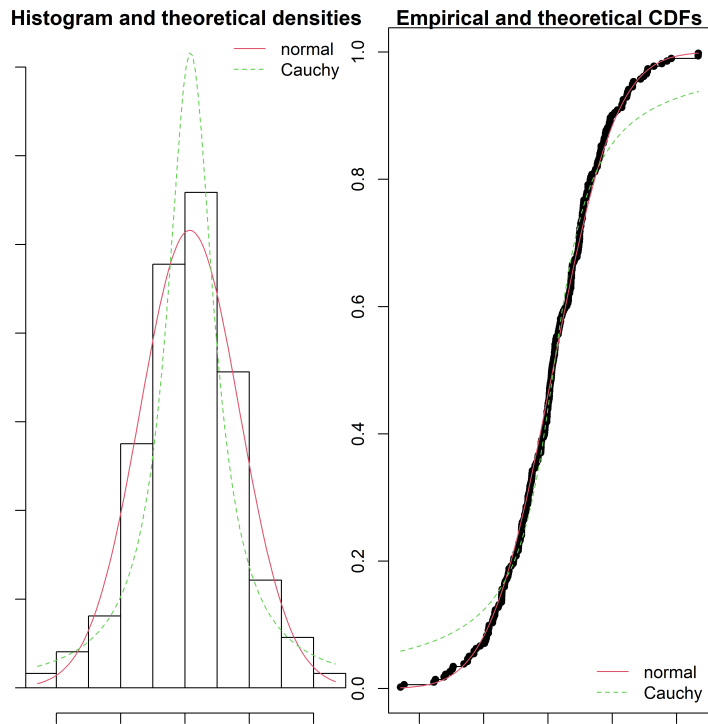 Histogram and theoretical densities
normal
Cauchy
Empirical and theoretical CDFs
1.0
0.8
0.6
0.4
0.2
0.0
normal
Cauchy